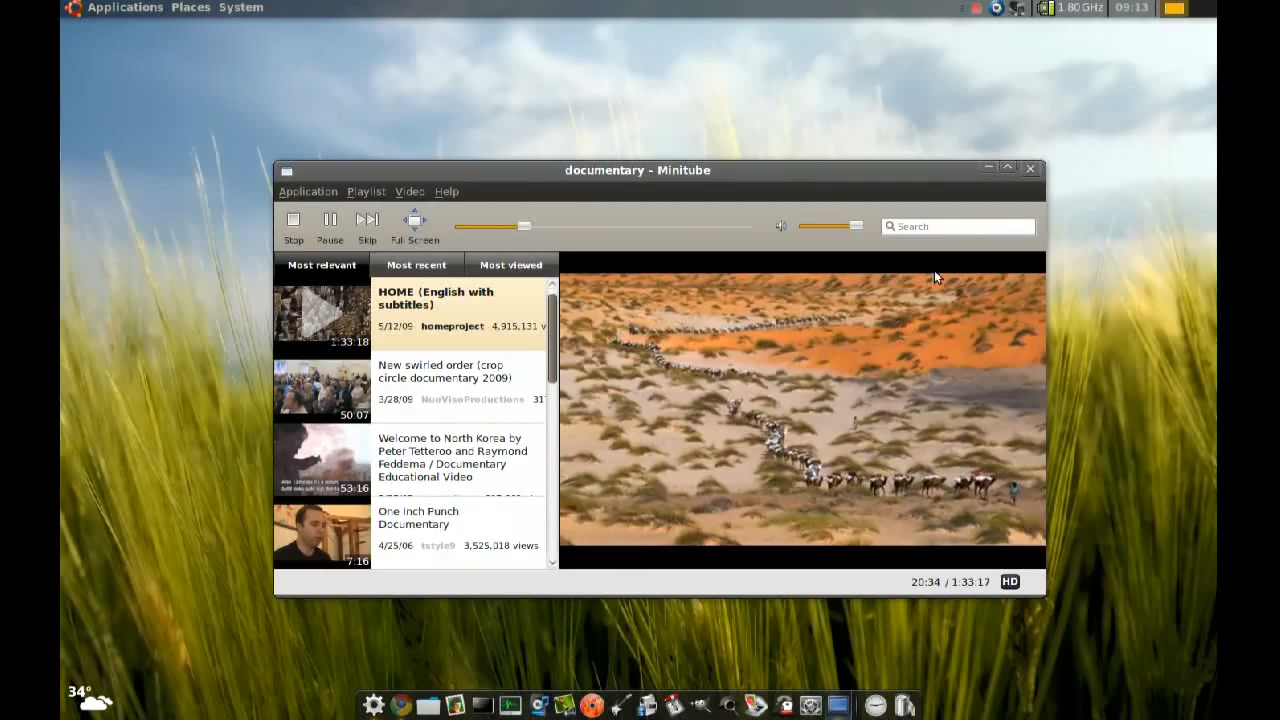 Applications Places System
1.80 GHz 09:13
documentary - Minitube
Application Playlist Video Help
Stop Pause Skip Full Screen
Search
Most relevant Most recent Most viewed
HOME (English with
subtitles)
5/12/09 homeproject 4,915,131 v
1:33:18
New swirled order (crop
circle documentary 2009)
3/28/09 NuoVisoProductions 31
50:07
Welcome to North Korea by
Peter Tetteroo and Raymond
Feddema / Documentary
Educational Video
53:16
One Inch Punch
Documentary
4/25/06 tstyle9 3,525,018 views
7:16
20:34 / 1:33:17 HD
34°